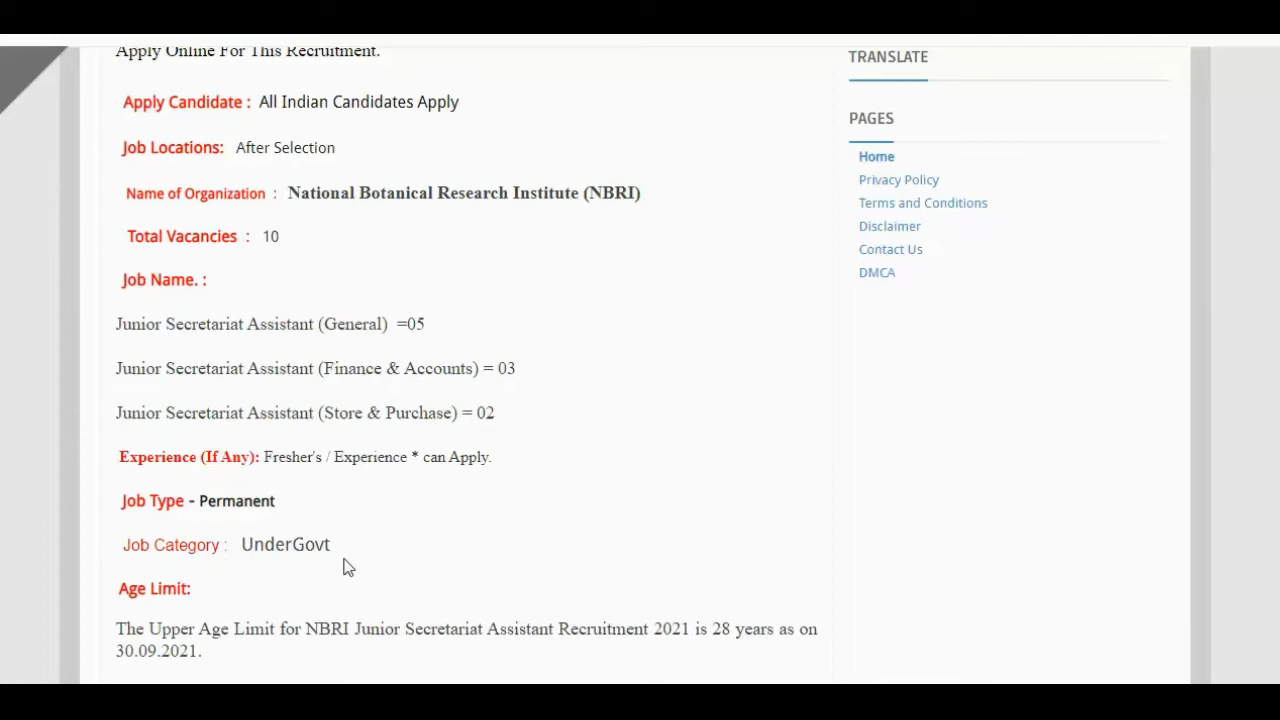 Apply Online For This Recruitment.
Apply Candidate : All Indian Candidates Apply
Job Locations: After Selection
Name of Organization : National Botanical Research Institute (NBRI)
Total Vacancies : 10
Job Name. :
Junior Secretariat Assistant (General) =05
Junior Secretariat Assistant (Finance & Accounts) = 03
Junior Secretariat Assistant (Store & Purchase) = 02
Experience (If Any): Fresher's / Experience * can Apply.
Job Type - Permanent
Job Category : UnderGovt
Age Limit:
The Upper Age Limit for NBRI Junior Secretariat Assistant Recruitment 2021 is 28 years as on
30.09.2021.
TRANSLATE
PAGES
Home
Privacy Policy
Terms and Conditions
Disclaimer
Contact Us
DMCA